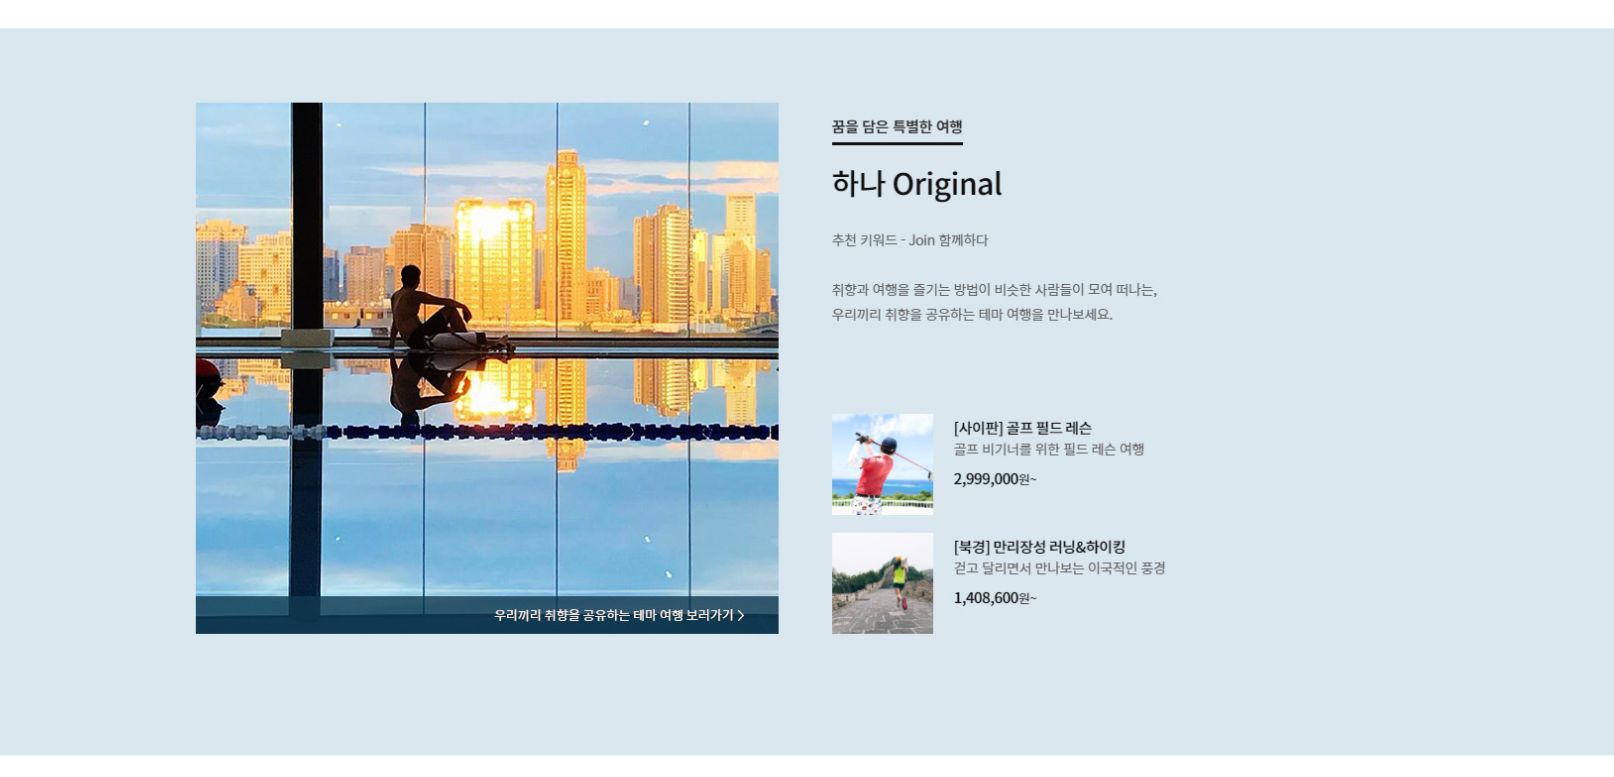 꿈을 담은 특별한 여행
하나 Original
추천 키워드 - Join 함께하다
취향과 여행을 즐기는 방법이 비슷한 사람들이 모여 떠나는,
우리끼리 취향을 공유하는 테마 여행을 만나보세요.
[사이판] 골프 필드 레슨
골프 비기너를 위한 필드 레슨 여행
2,999,000원~
[북경] 만리장성 러닝&하이킹
걷고 달리면서 만나보는 이국적인 풍경
1,408,600원~
우리끼리 취향을 공유하는 테마 여행 보러가기 >